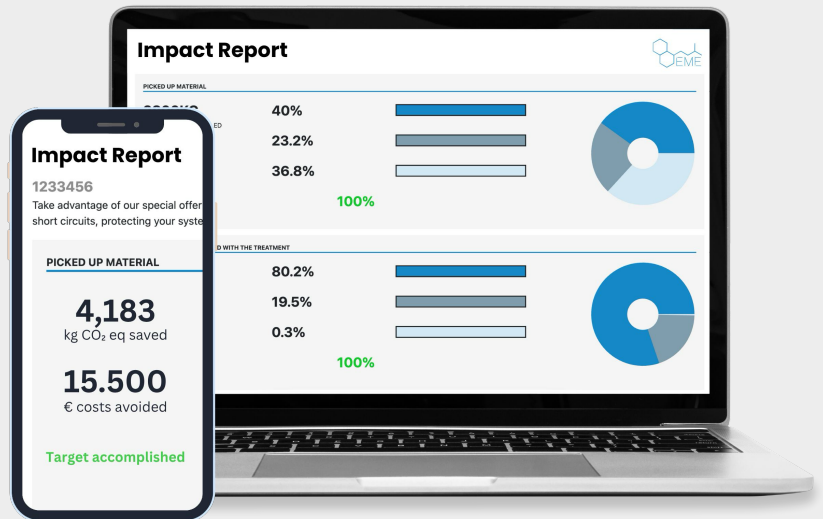 Impact Report
EME
PICKED UP MATERIAL
40%
ED
23.2%
36.8%
100%
D WITH THE TREATMENT
80.2%
19.5%
0.3%
100%
Impact Report
1233456
Take advantage of our special offer
short circuits, protecting your syste
PICKED UP MATERIAL
4,183
kg CO₂ eq saved
15.500
€ costs avoided
Target accomplished